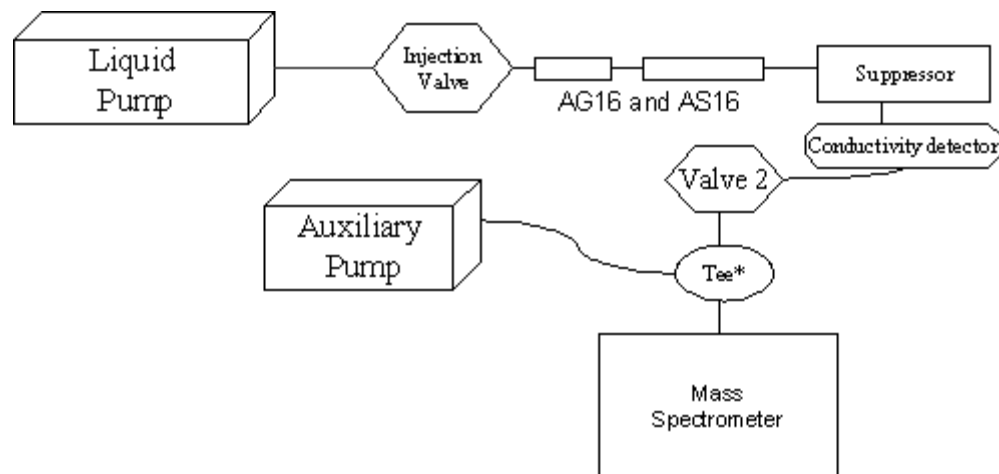 Liquid
Pump
Injection
Valve
AG16 and AS16
Suppressor
Conductivity detector
Valve 2
Auxiliary
Pump
Tee*
Mass
Spectrometer